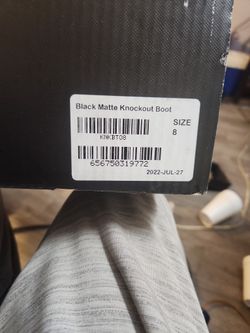 Black Matte Knockout Boot
KNKBT08
SIZE
8
656750319772
2022-JUL-27